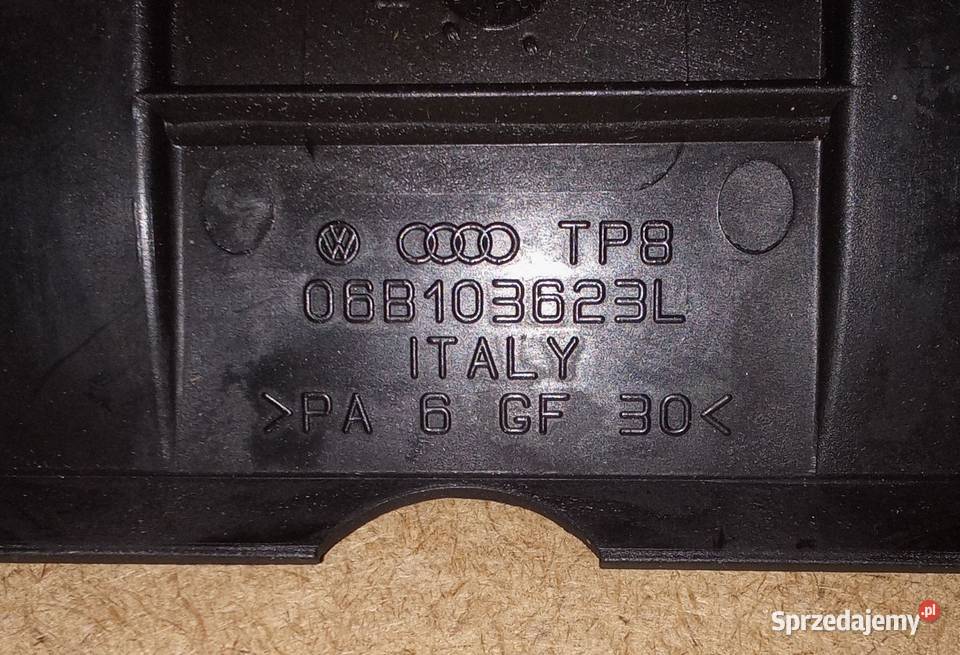 TP8
06B103623L
ITALY
>PA 6 GF 30<
Sprzedajemy.pl